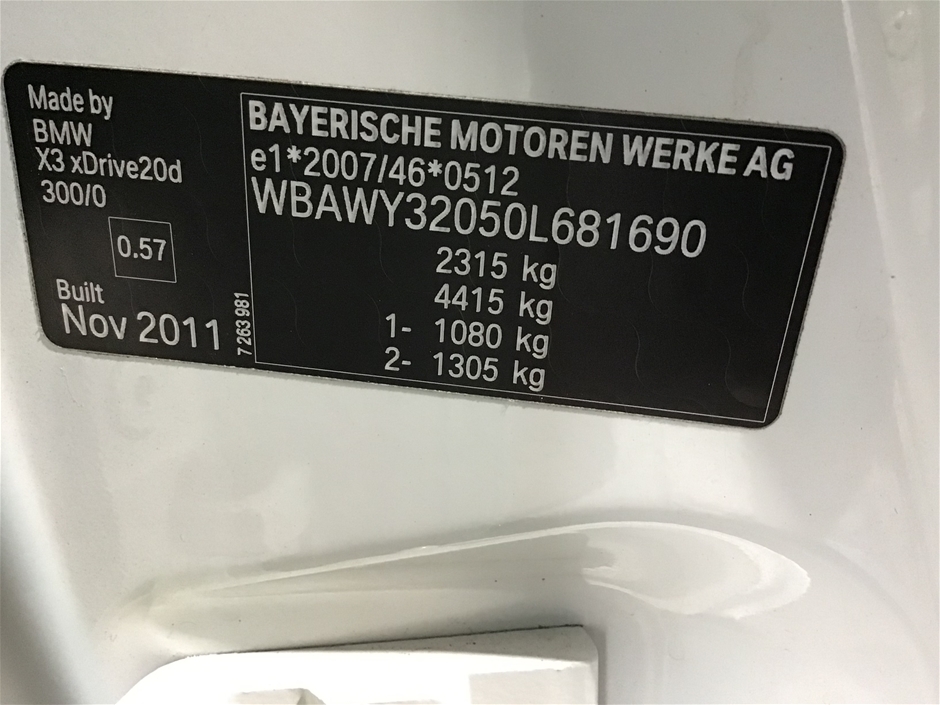 Made by
BMW
X3 xDrive20d
300/0
0.57
Built
Nov 2011
7 263 981
BAYERISCHE MOTOREN WERKE AG
e1*2007/46*0512
WBAWY32050L681690
2315 kg
4415 kg
1- 1080 kg
2- 1305 kg